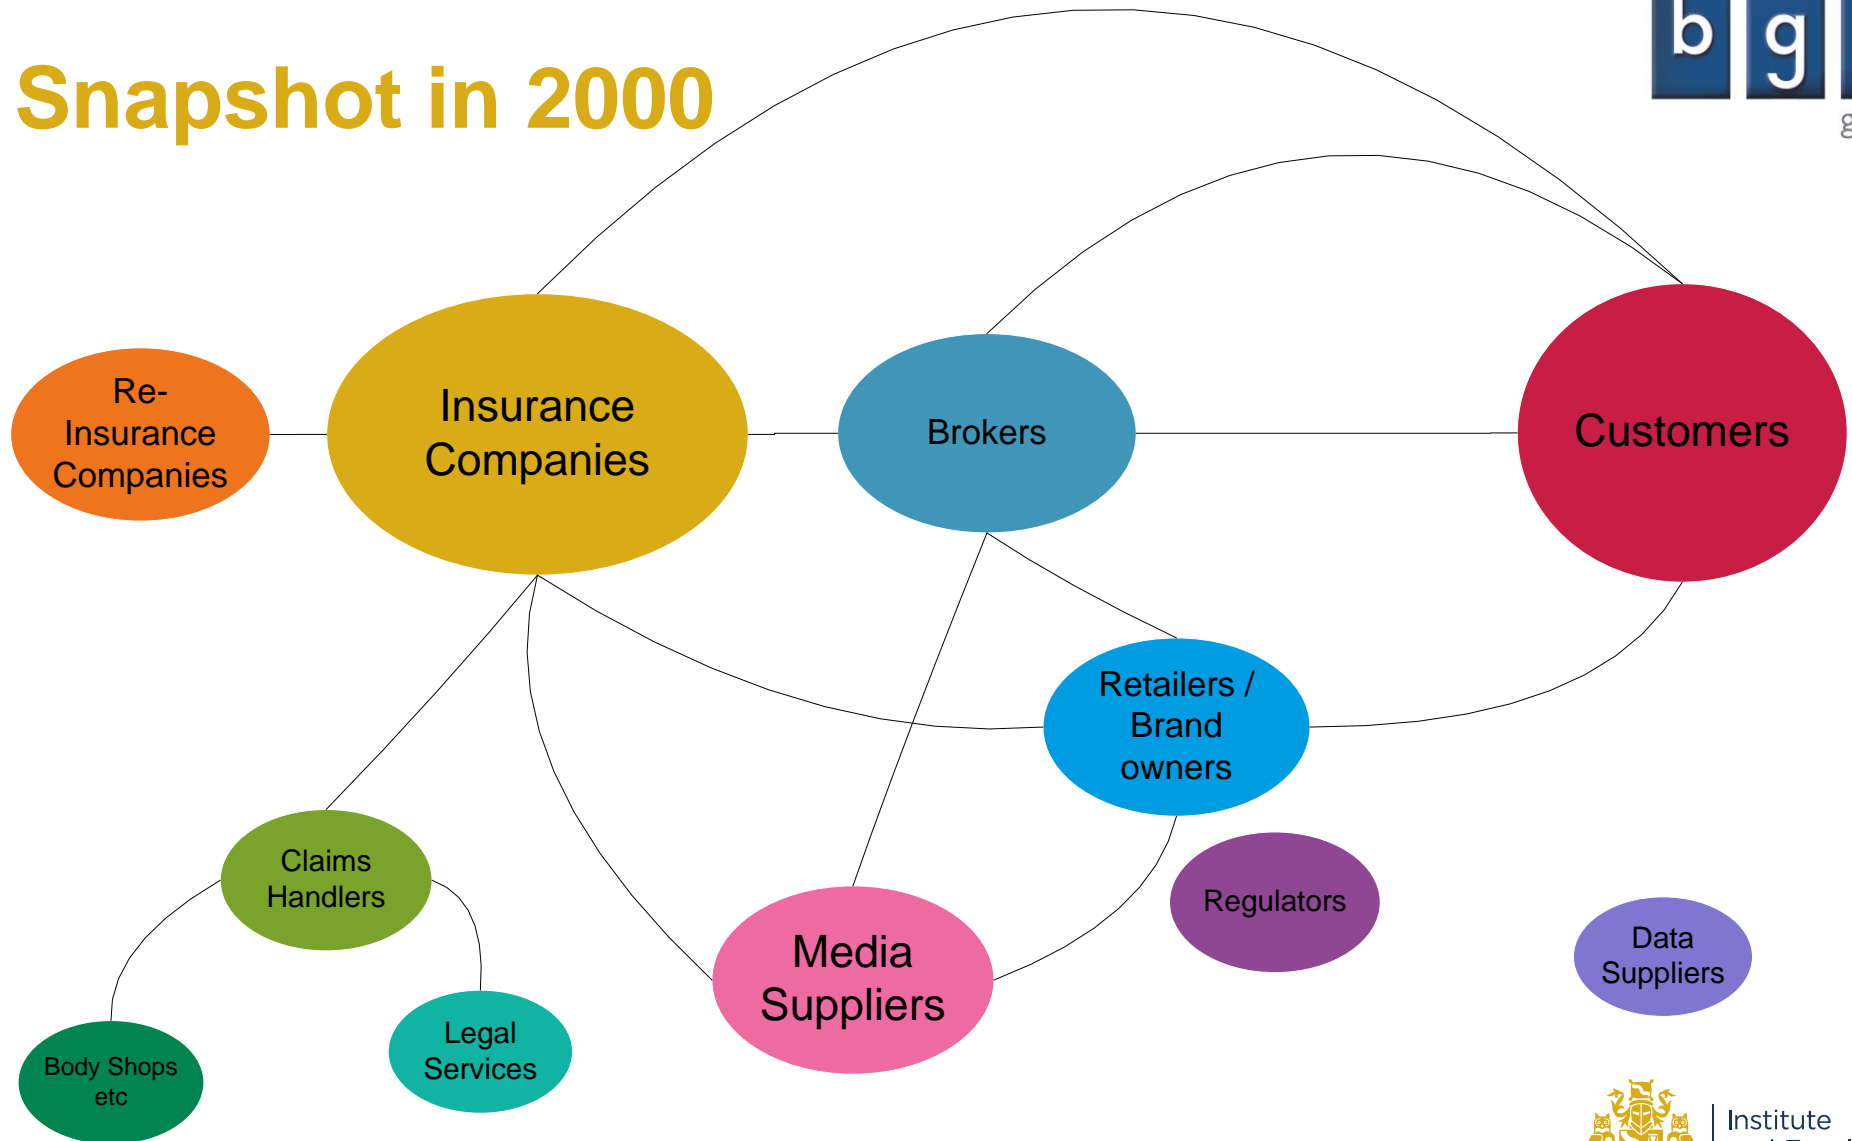 Snapshot in 2000
b g
g
Re-
Insurance
Companies
Insurance
Companies
Brokers
Customers
Retailers /
Brand
owners
Claims
Handlers
Regulators
Media
Suppliers
Data
Suppliers
Legal
Services
Body Shops
etc
Institute